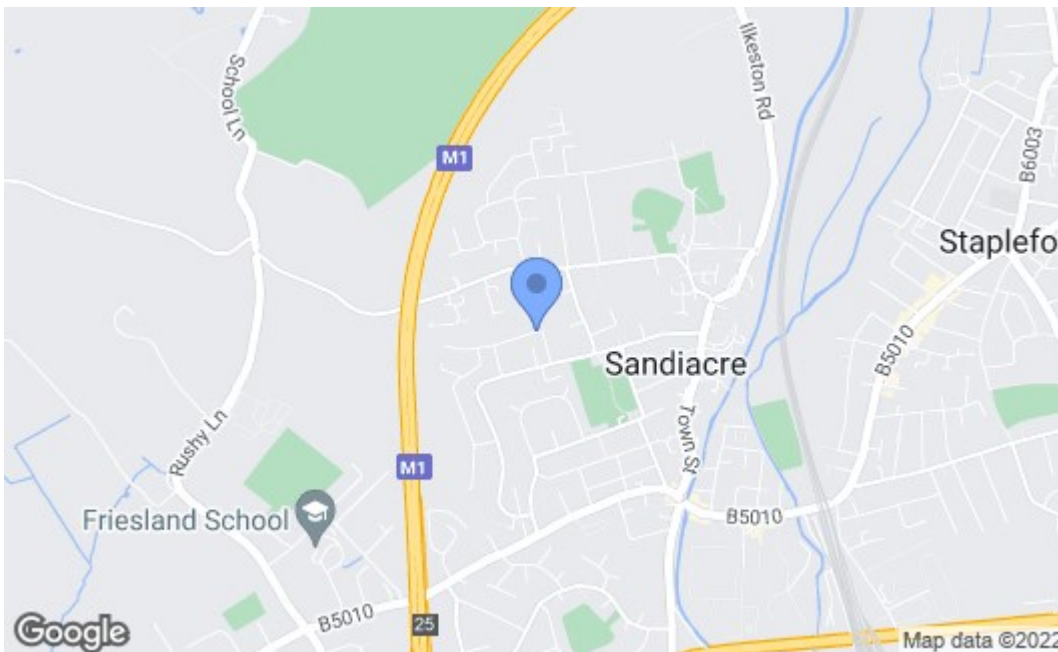 School Ln
Ilkeston Rd
M1
B6003
Staplefo
B5010
Sandiacre
Rushy Ln
Town St
M1
Friesland School
B5010
B5010
25
Google
Map data ©2022